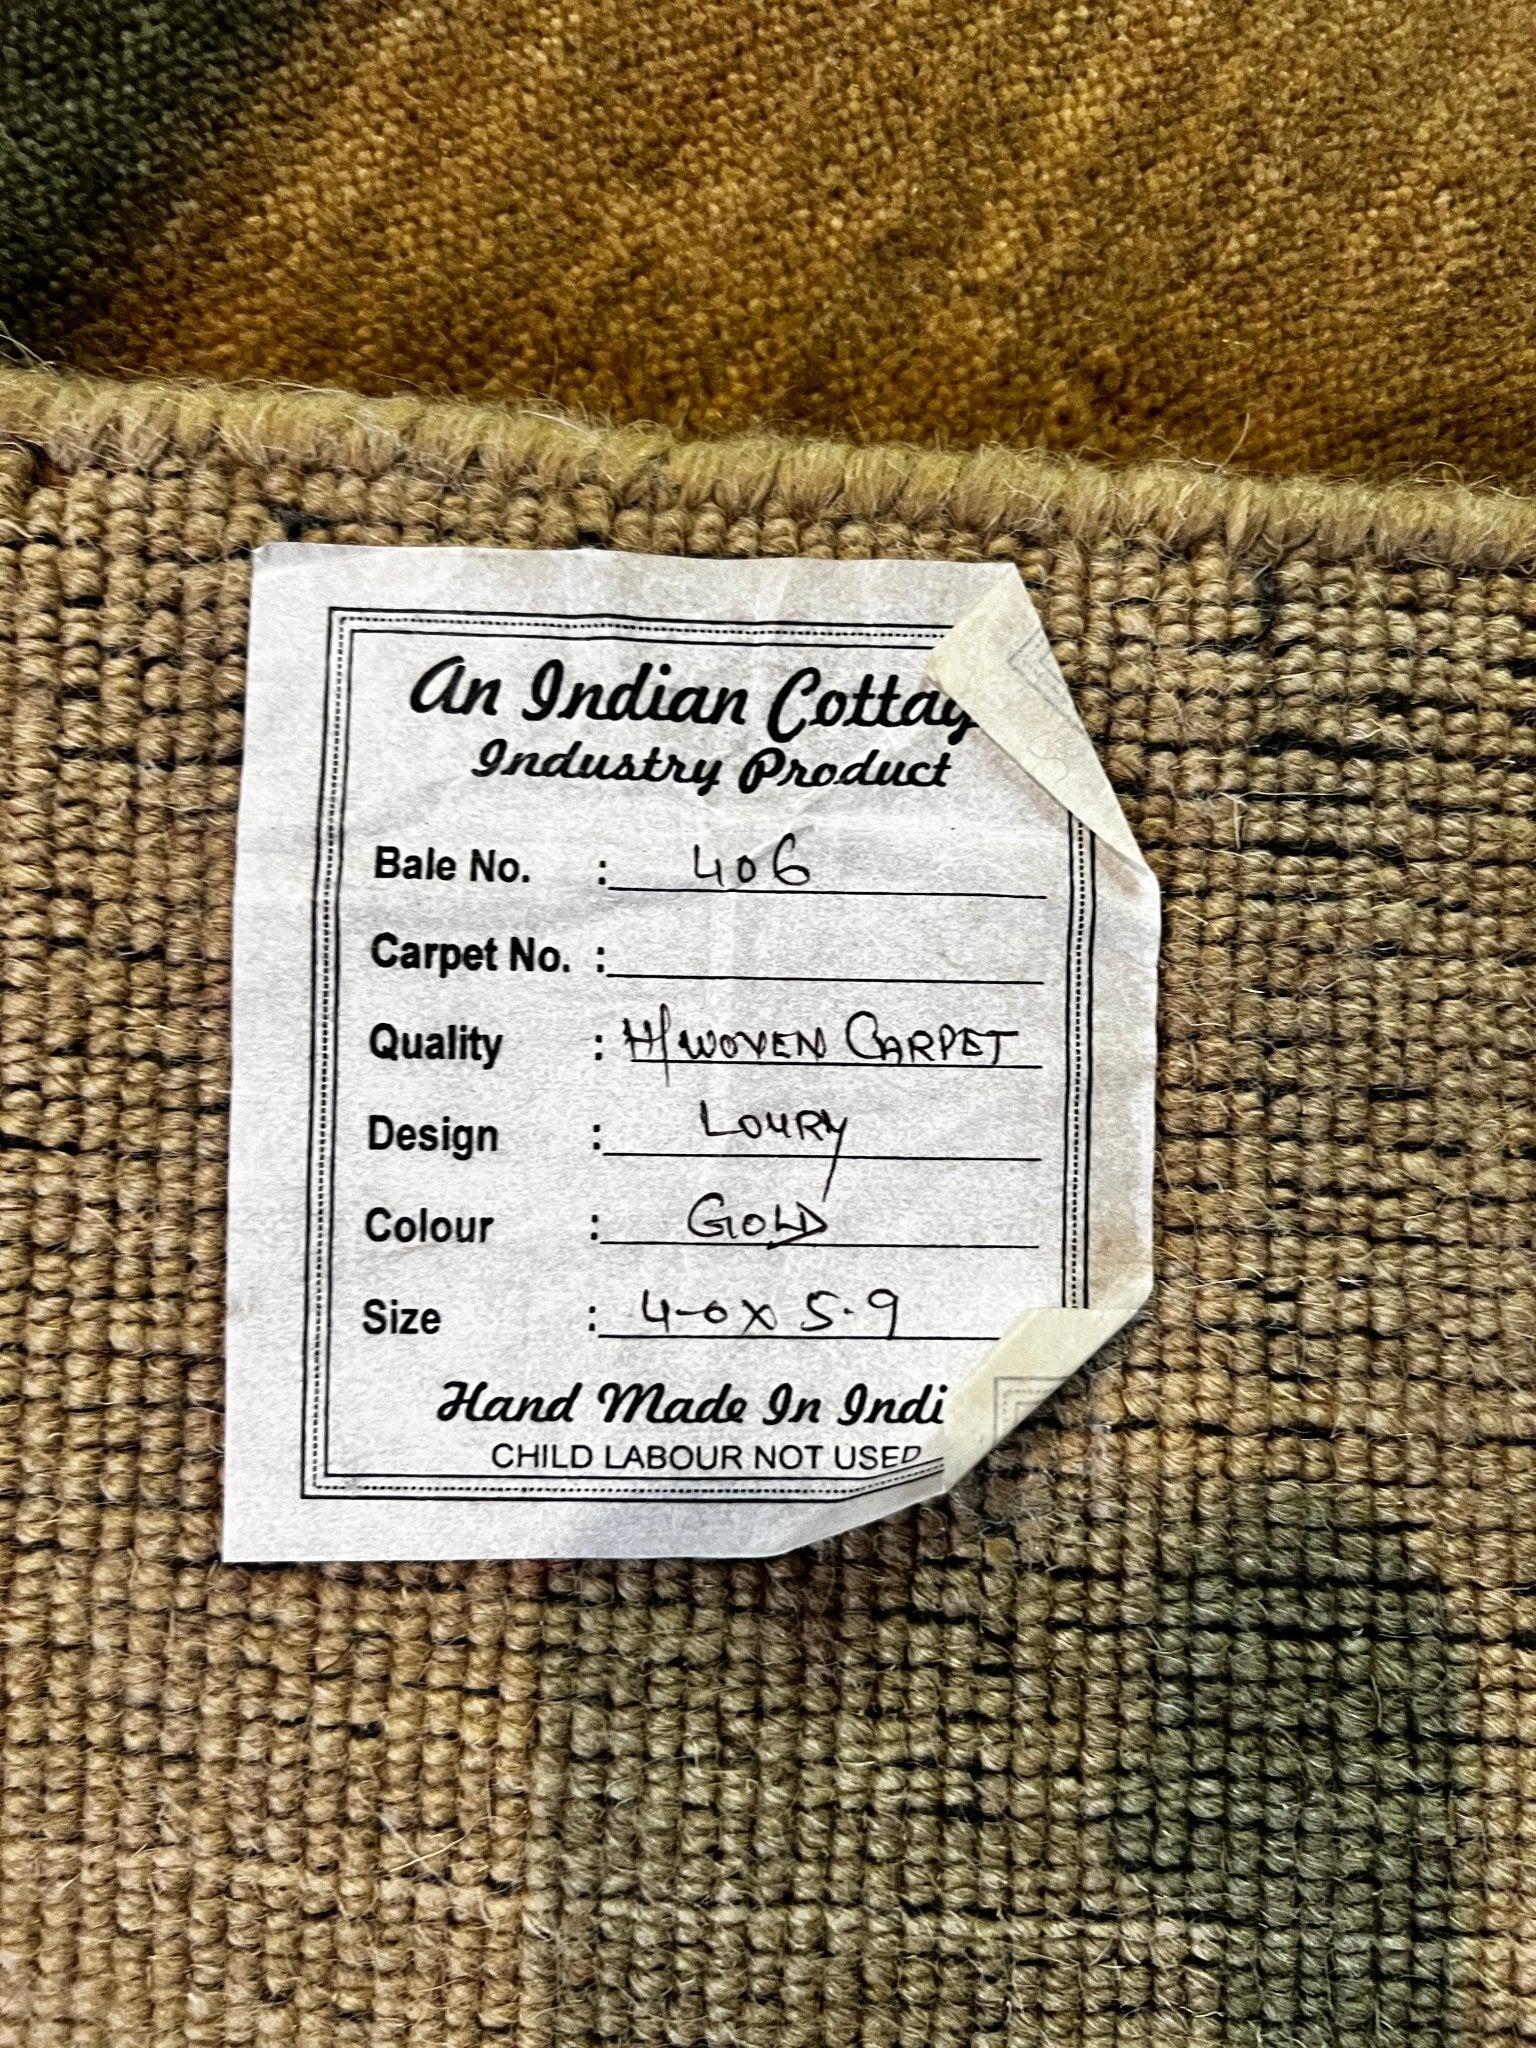 An Indian Cottag
Industry Product
Bale No. : 406
Carpet No. :
Quality : H/WOVEN CARPET
Design : LOURY
Colour : GOLD
Size : 4-0 X 5.9
Hand Made In Indi
CHILD LABOUR NOT USED